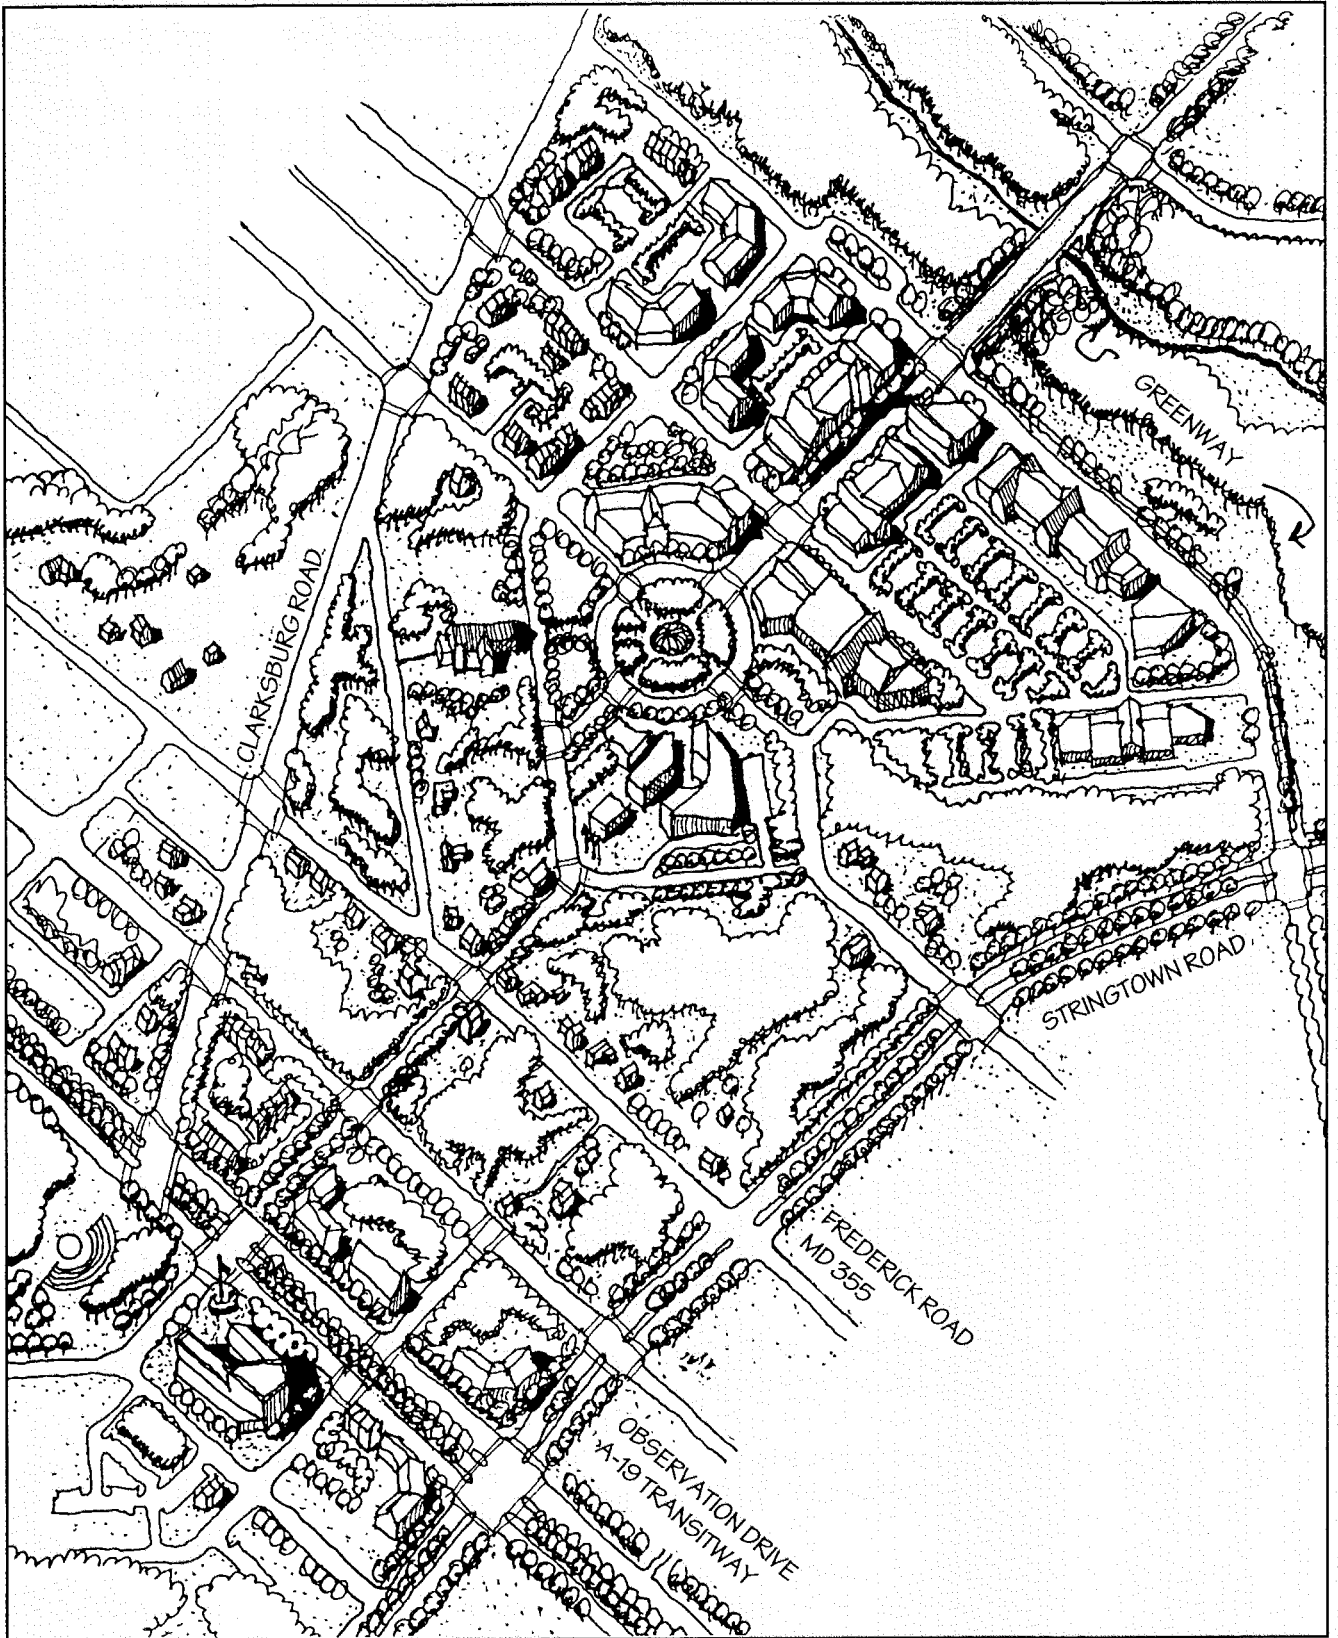 GREENWAY
CLARKSBURG ROAD
STRINGTOWN ROAD
FREDERICK ROAD
MD 355
OBSERVATION DRIVE
A-19 TRANSITWAY